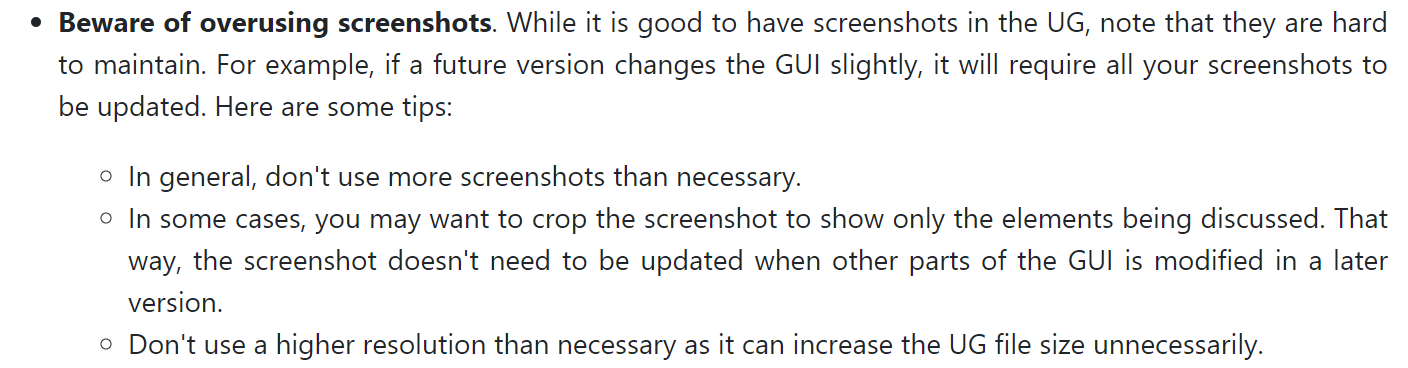 • Beware of overusing screenshots. While it is good to have screenshots in the UG, note that they are hard
to maintain. For example, if a future version changes the GUI slightly, it will require all your screenshots to
be updated. Here are some tips:
◦ In general, don't use more screenshots than necessary.
◦ In some cases, you may want to crop the screenshot to show only the elements being discussed. That
way, the screenshot doesn't need to be updated when other parts of the GUI is modified in a later
version.
◦ Don't use a higher resolution than necessary as it can increase the UG file size unnecessarily.